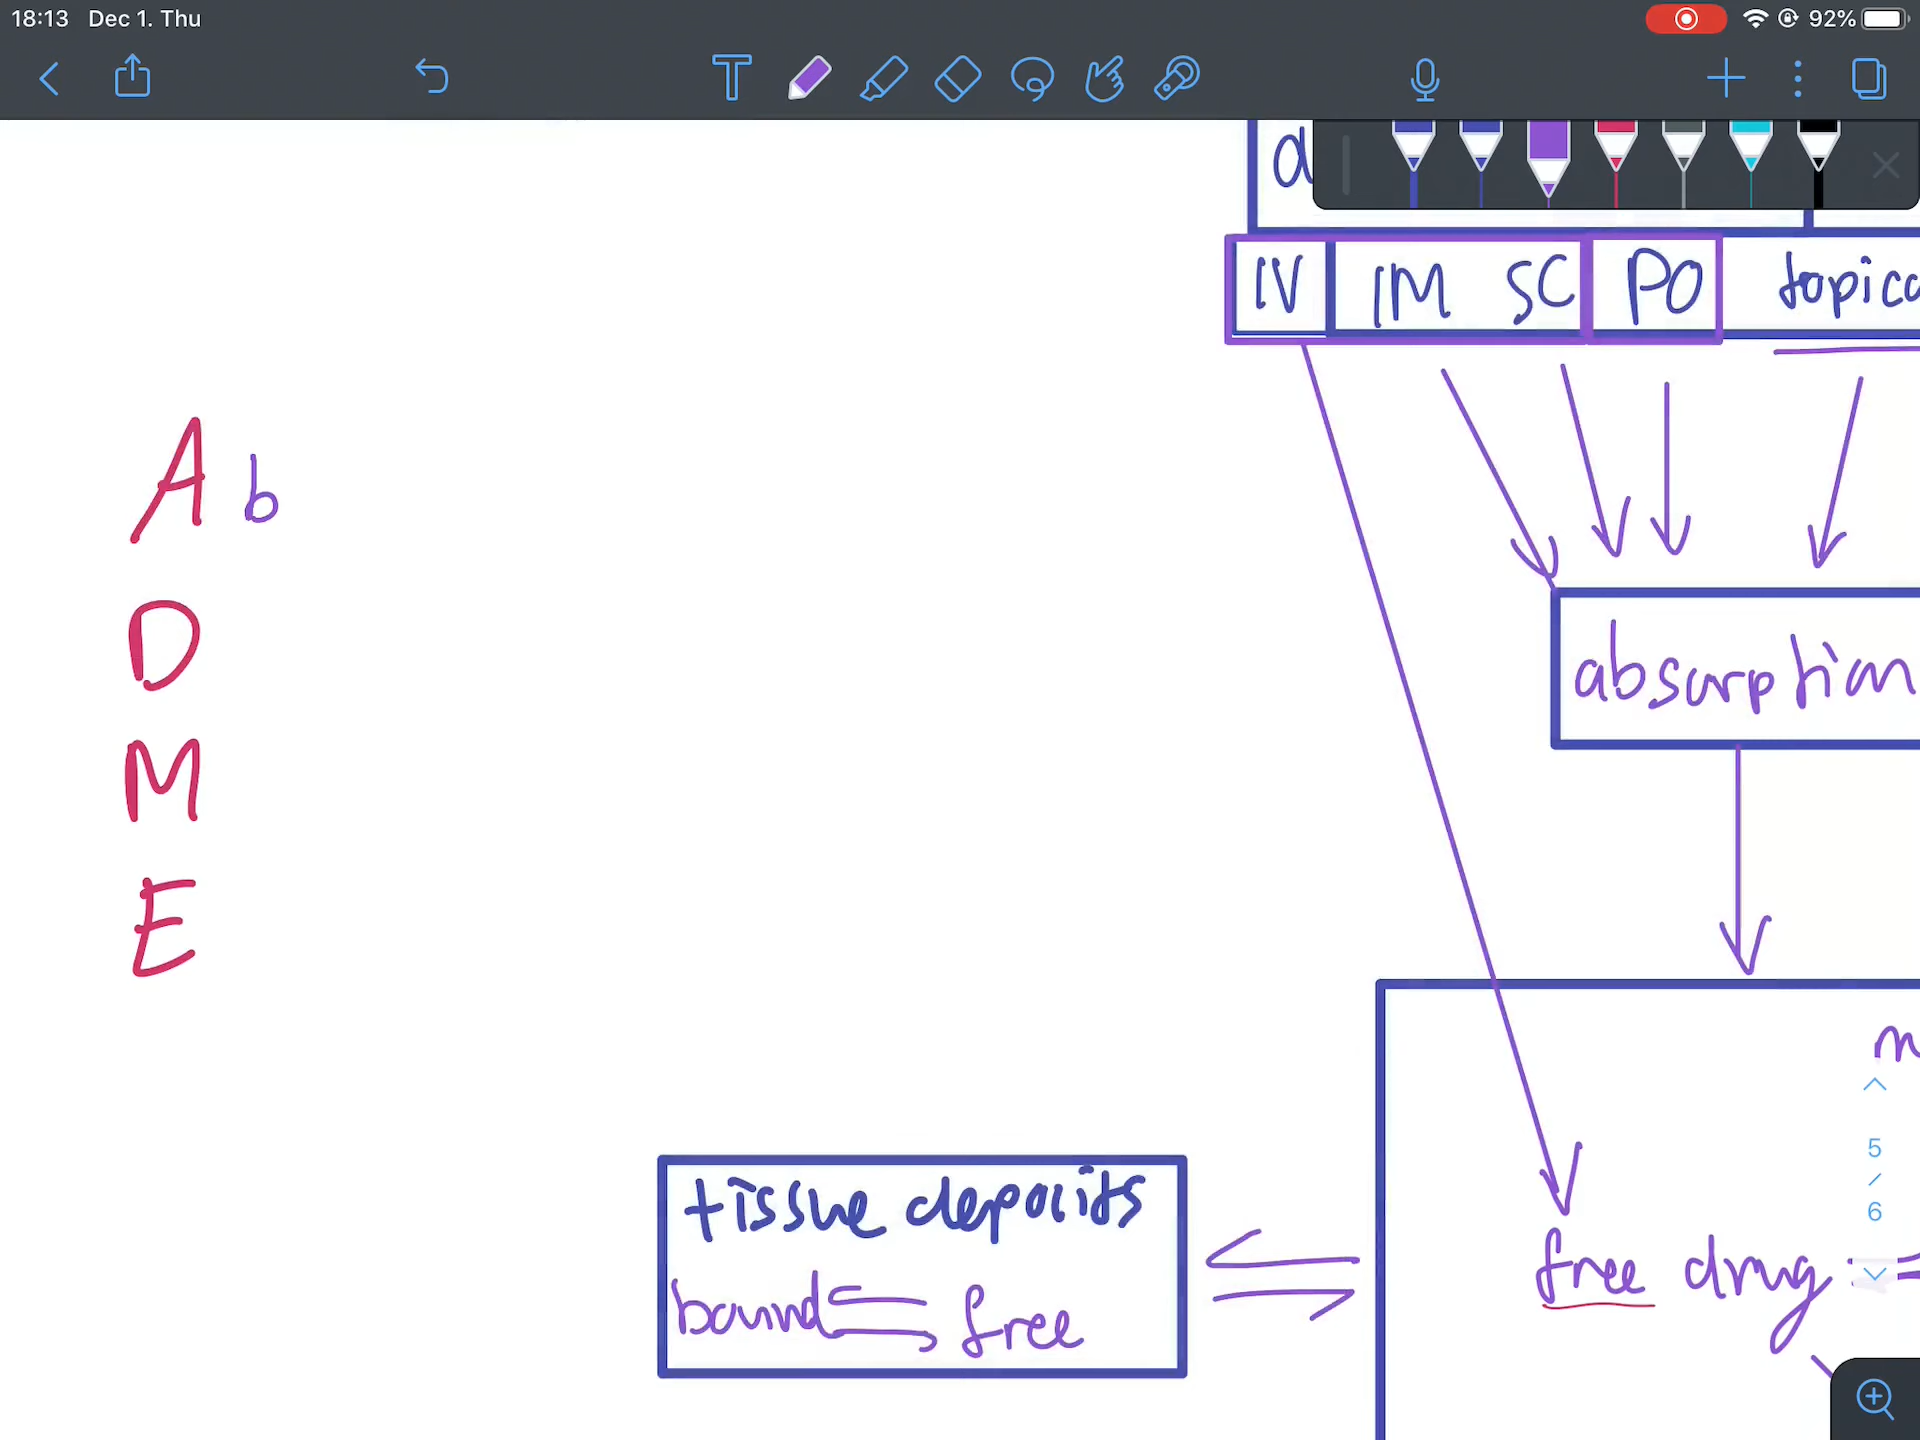 18:13 Dec 1. Thu 92%
a
IV IM SC PO topica
A b
absorption
D
M
E
m
5
/
6
tissue deposits
free drug
bound free